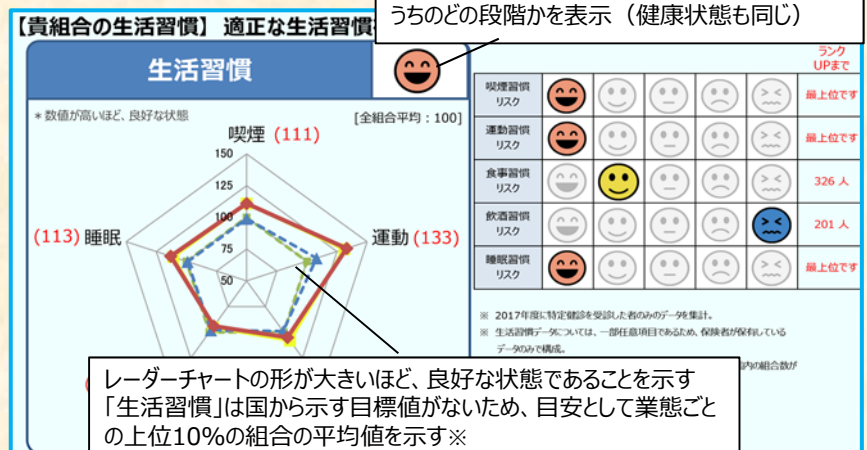 うちのどの段階かを表示（健康状態も同じ）
【貴組合の生活習慣】 適正な生活習慣
生活習慣
＊数値が高いほど、良好な状態
[全組合平均：100]
喫煙 (111)
150
125
100
75
50
(113) 睡眠
運動 (133)
ランク
UPまで
喫煙習慣
リスク
最上位です
運動習慣
リスク
最上位です
食事習慣
リスク
326 人
飲酒習慣
リスク
201 人
睡眠習慣
リスク
最上位です
※ 2017年度に特定健診を受診した者のみのデータを集計。
※ 生活習慣データについては、一部任意項目であるため、保険者が保有している
データのみで構成。
内の組合数が
レーダーチャートの形が大きいほど、良好な状態であることを示す
「生活習慣」は国から示す目標値がないため、目安として業態ごと
の上位10%の組合の平均値を示す※